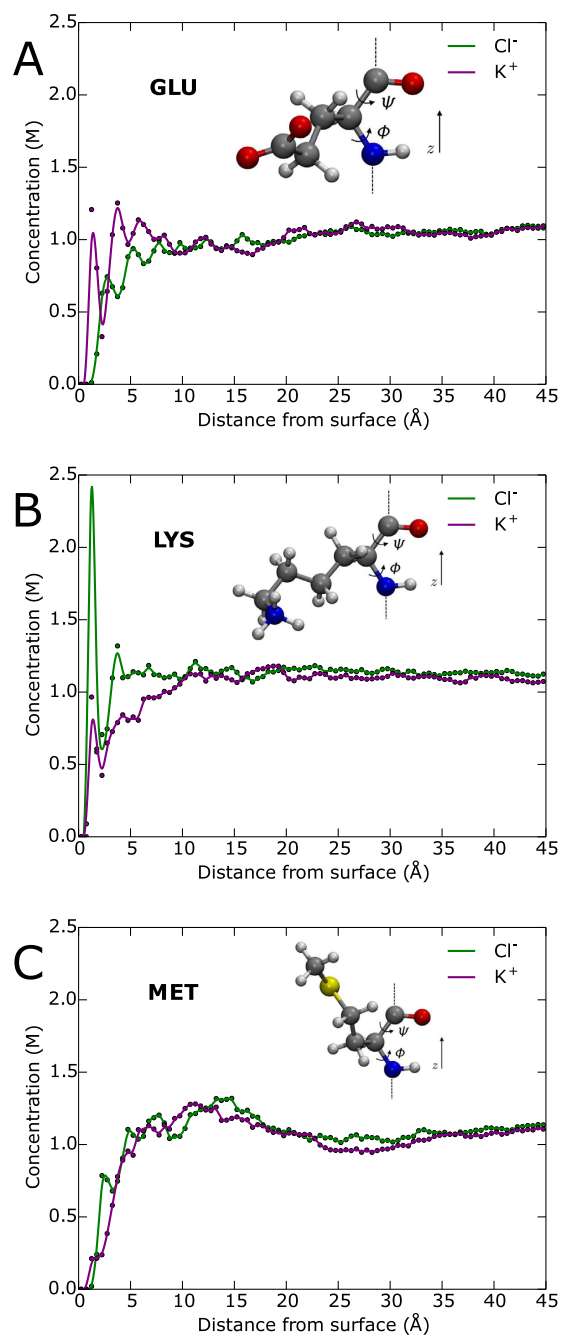 A
GLU
Cl⁻
K⁺
ψ
ϕ
z
Concentration (M)
2.5
2.0
1.5
1.0
0.5
0.0
0 5 10 15 20 25 30 35 40 45
Distance from surface (Å)
B
LYS
Cl⁻
K⁺
ψ
ϕ
z
Concentration (M)
2.5
2.0
1.5
1.0
0.5
0.0
0 5 10 15 20 25 30 35 40 45
Distance from surface (Å)
C
MET
Cl⁻
K⁺
ψ
ϕ
z
Concentration (M)
2.5
2.0
1.5
1.0
0.5
0.0
0 5 10 15 20 25 30 35 40 45
Distance from surface (Å)